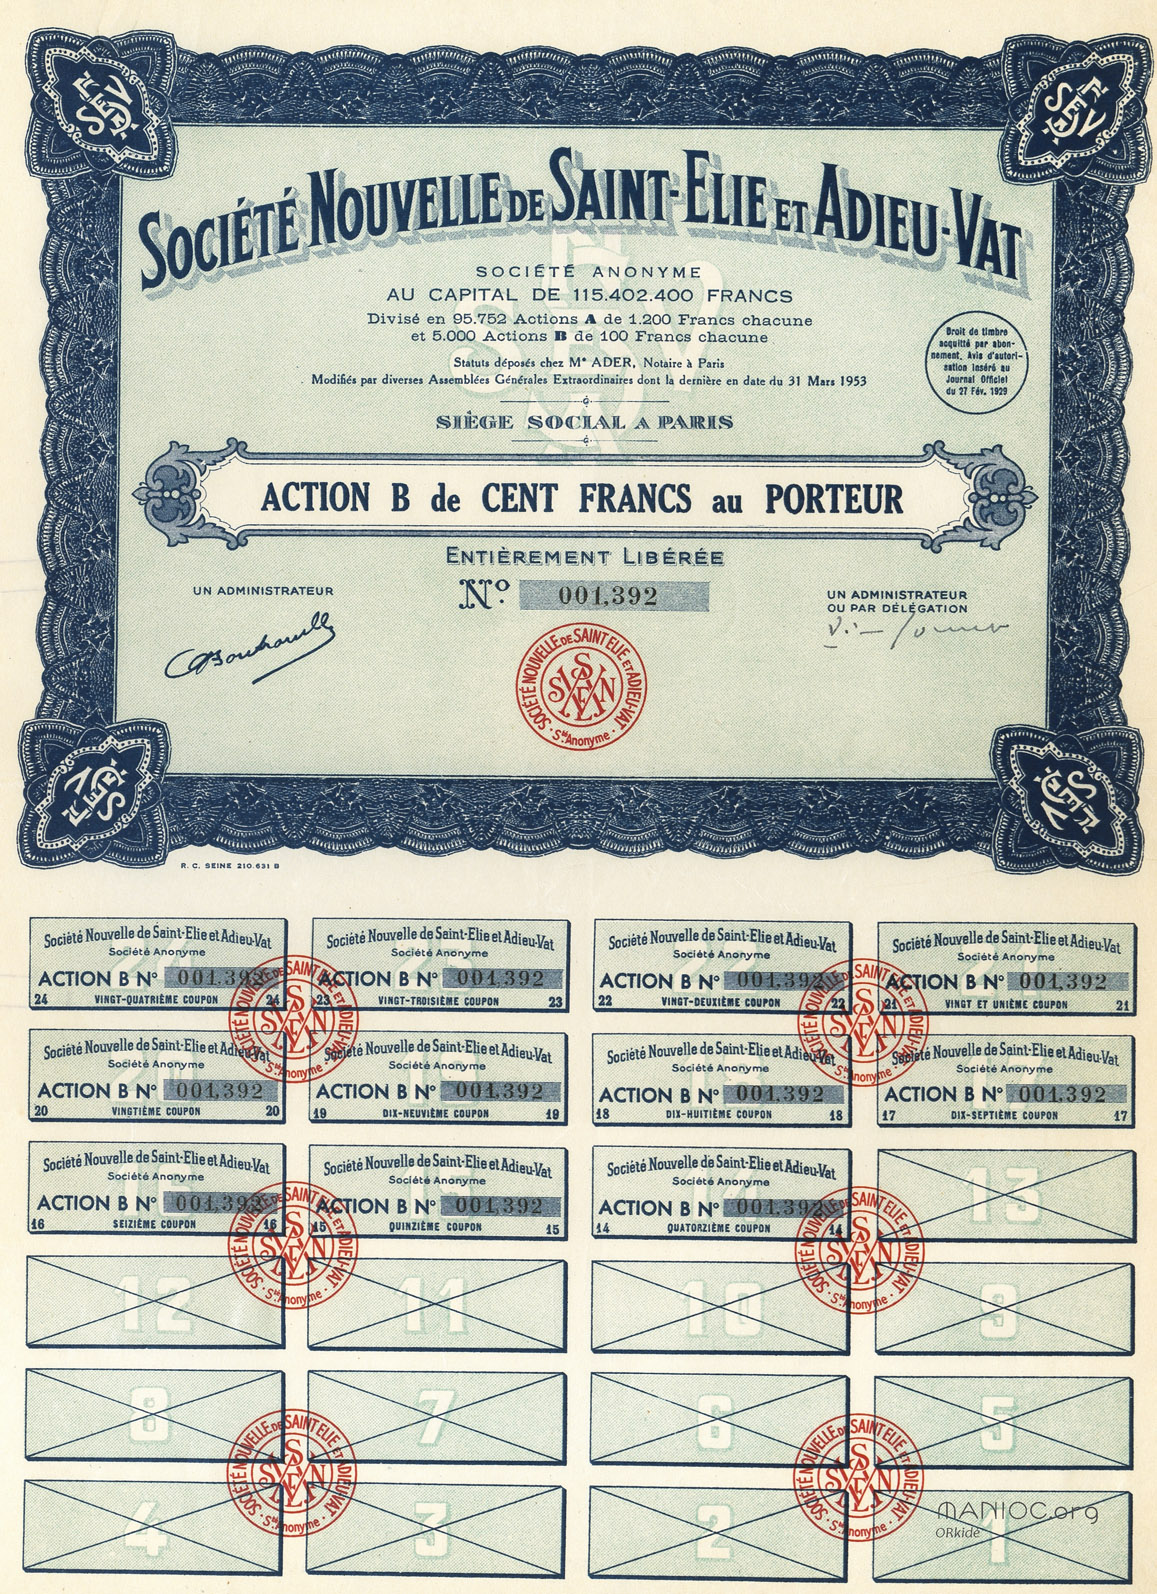 SOCIÉTÉ NOUVELLE DE SAINT-ELIE ET ADIEU-VAT
SOCIÉTÉ ANONYME
AU CAPITAL DE 115.402.400 FRANCS
Divisé en 95.752 Actions A de 1.200 Francs chacune
et 5.000 Actions B de 100 Francs chacune
Statuts déposés chez Me ADER, Notaire à Paris
Modifiés par diverses Assemblées Générales Extraordinaires dont la dernière en date du 31 Mars 1953
Droit de timbre
acquitté par abon-
nement. Avis d'autori-
sation inséré au
Journal Officiel
du 27 Fév. 1929
SIÈGE SOCIAL A PARIS
ACTION B de CENT FRANCS au PORTEUR
ENTIÈREMENT LIBÉRÉE
No. 001,392
UN ADMINISTRATEUR
UN ADMINISTRATEUR
OU PAR DÉLÉGATION
SOCIÉTÉ NOUVELLE DE SAINT ELIE ET ADIEU-VAT
Sté Anonyme
R. C. SEINE 210.631 B
Société Nouvelle de Saint-Elie et Adieu-Vat
Société Anonyme
ACTION B No 001.392
24 VINGT-QUATRIÈME COUPON 24
Société Nouvelle de Saint-Elie et Adieu-Vat
Société Anonyme
ACTION B No 001,392
23 VINGT-TROISIÈME COUPON 23
Société Nouvelle de Saint-Elie et Adieu-Vat
Société Anonyme
ACTION B No 001.392
22 VINGT-DEUXIÈME COUPON 22
Société Nouvelle de Saint-Elie et Adieu-Vat
Société Anonyme
ACTION B No 001,392
21 VINGT ET UNIÈME COUPON 21
Société Nouvelle de Saint-Elie et Adieu-Vat
Société Anonyme
ACTION B No 001,392
20 VINGTIÈME COUPON 20
Société Nouvelle de Saint-Elie et Adieu-Vat
Société Anonyme
ACTION B No 001.392
19 DIX-NEUVIÈME COUPON 19
Société Nouvelle de Saint-Elie et Adieu-Vat
Société Anonyme
ACTION B No 001,392
18 DIX-HUITIÈME COUPON 18
Société Nouvelle de Saint-Elie et Adieu-Vat
Société Anonyme
ACTION B No 001.392
17 DIX-SEPTIÈME COUPON 17
Société Nouvelle de Saint-Elie et Adieu-Vat
Société Anonyme
ACTION B No 001,392
16 SEIZIÈME COUPON 16
Société Nouvelle de Saint-Elie et Adieu-Vat
Société Anonyme
ACTION B No 001,392
15 QUINZIÈME COUPON 15
Société Nouvelle de Saint-Elie et Adieu-Vat
Société Anonyme
ACTION B No 001.392
14 QUATORZIÈME COUPON 14
13
12 11 10 9
8 7 6 5
4 3 2 1
MANIOC.org
ORkidé